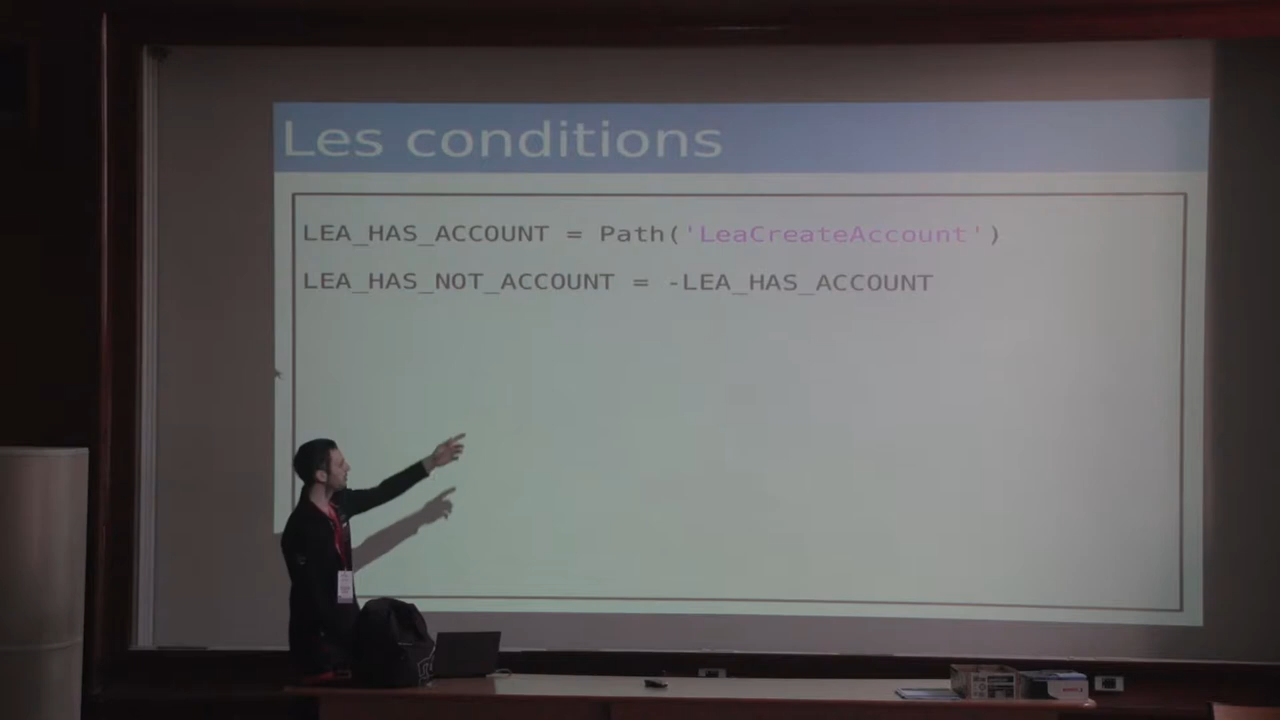 Les conditions
LEA_HAS_ACCOUNT = Path('LeaCreateAccount')
LEA_HAS_NOT_ACCOUNT = -LEA_HAS_ACCOUNT